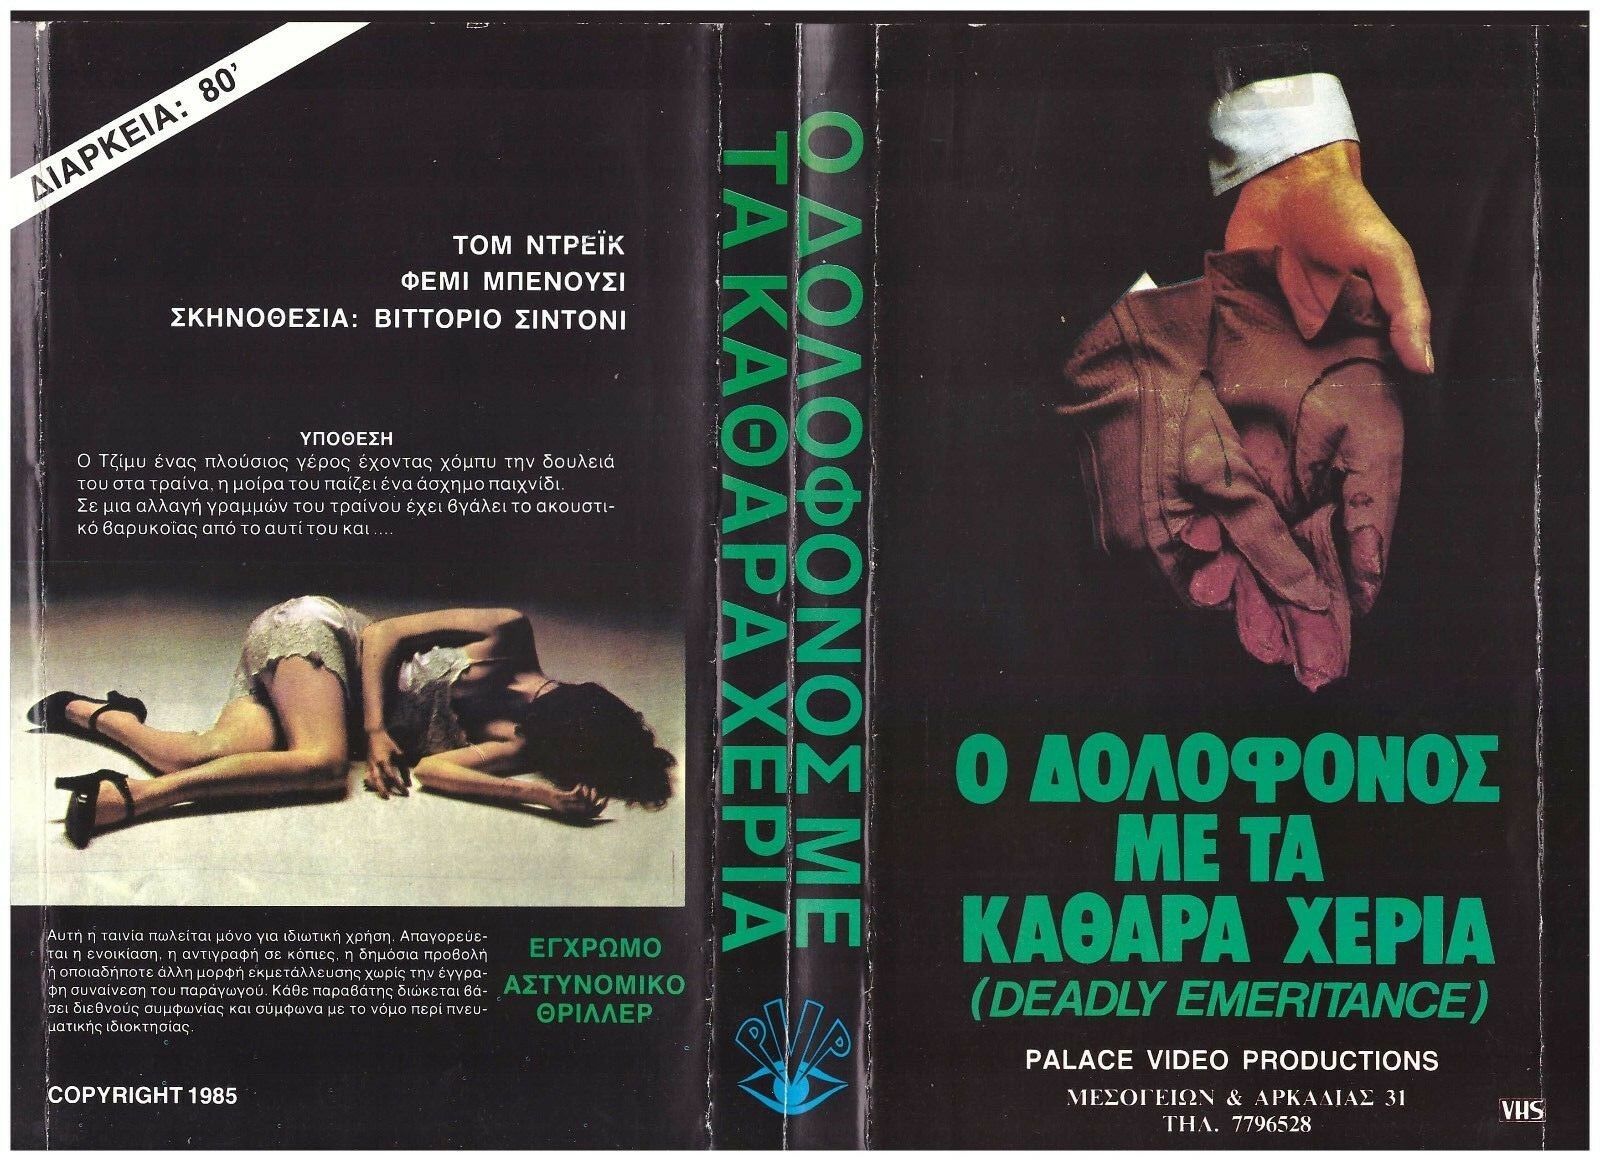 ΔΙΑΡΚΕΙΑ: 80'
ΤΟΜ ΝΤΡΕΪΚ
ΦΕΜΙ ΜΠΕΝΟΥΣΙ
ΣΚΗΝΟΘΕΣΙΑ: ΒΙΤΤΟΡΙΟ ΣΙΝΤΟΝΙ
ΥΠΟΘΕΣΗ
Ο Τζίμυ ένας πλούσιος γέρος έχοντας χόμπυ την δουλειά
του στα τραίνα, η μοίρα του παίζει ένα άσχημο παιχνίδι.
Σε μια αλλαγή γραμμών του τραίνου έχει βγάλει το ακουστι-
κό βαρυκοΐας από το αυτί του και ....
Αυτή η ταινία πωλείται μόνο για ιδιωτική χρήση. Απαγορεύε-
ται η ενοικίαση, η αντιγραφή σε κόπιες, η δημόσια προβολή
ή οποιαδήποτε άλλη μορφή εκμετάλλευσης χωρίς την έγγρα-
φη συναίνεση του παράγωγού. Κάθε παραβάτης διώκεται βά-
σει διεθνούς συμφωνίας και σύμφωνα με το νόμο περί πνευ-
ματικής ιδιοκτησίας.
ΕΓΧΡΩΜΟ
ΑΣΤΥΝΟΜΙΚΟ
ΘΡΙΛΛΕΡ
COPYRIGHT 1985
Ο ΔΟΛΟΦΟΝΟΣ ΜΕ
ΤΑ ΚΑΘΑΡΑ ΧΕΡΙΑ
PVP
Ο ΔΟΛΟΦΟΝΟΣ
ΜΕ ΤΑ
ΚΑΘΑΡΑ ΧΕΡΙΑ
(DEADLY EMERITANCE)
PALACE VIDEO PRODUCTIONS
ΜΕΣΟΓΕΙΩΝ & ΑΡΚΑΔΙΑΣ 31
ΤΗΛ. 7796528
VHS